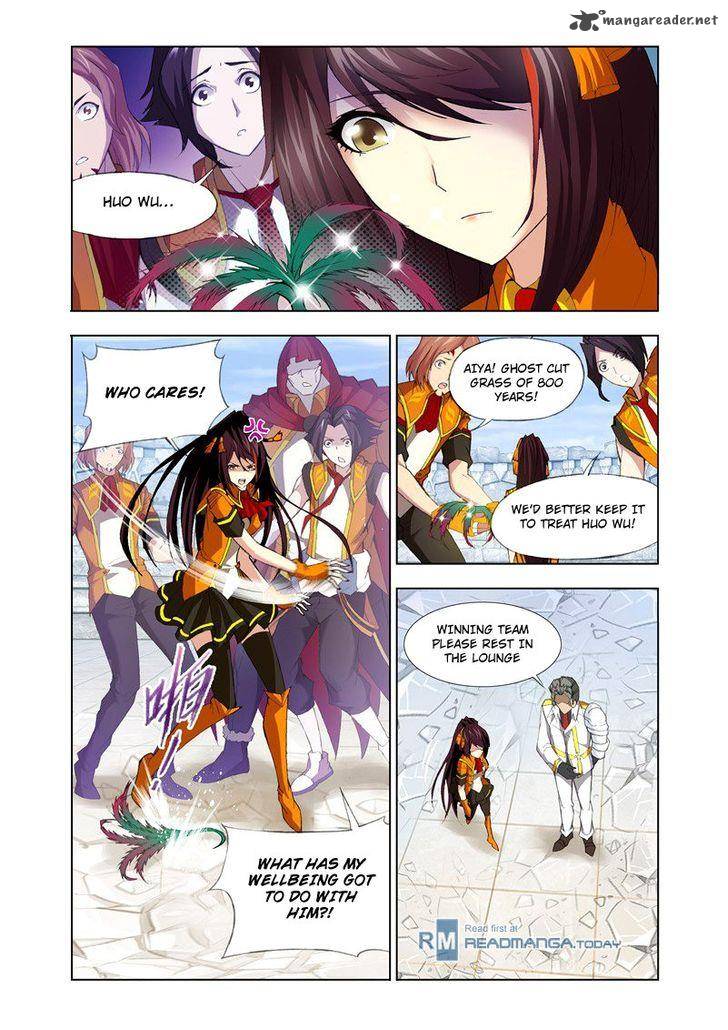 mangareader.net
HUO WU...
WHO CARES!
AIYA! GHOST CUT
GRASS OF 800
YEARS!
WE'D BETTER KEEP IT
TO TREAT HUO WU!
啪!
WHAT HAS MY
WELLBEING GOT
TO DO WITH
HIM?!
WINNING TEAM
PLEASE REST IN
THE LOUNGE
Read first at
RM READMANGA.TODAY